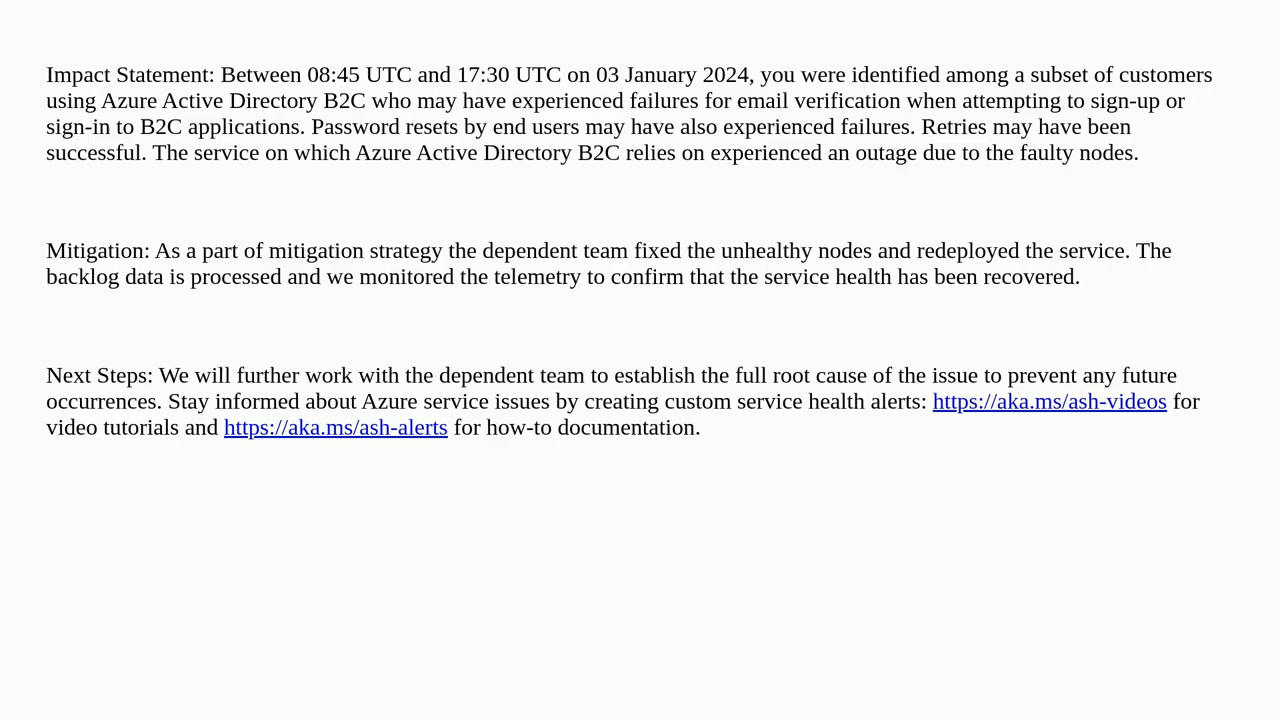 Impact Statement: Between 08:45 UTC and 17:30 UTC on 03 January 2024, you were identified among a subset of customers
using Azure Active Directory B2C who may have experienced failures for email verification when attempting to sign-up or
sign-in to B2C applications. Password resets by end users may have also experienced failures. Retries may have been
successful. The service on which Azure Active Directory B2C relies on experienced an outage due to the faulty nodes.
Mitigation: As a part of mitigation strategy the dependent team fixed the unhealthy nodes and redeployed the service. The
backlog data is processed and we monitored the telemetry to confirm that the service health has been recovered.
Next Steps: We will further work with the dependent team to establish the full root cause of the issue to prevent any future
occurrences. Stay informed about Azure service issues by creating custom service health alerts: https://aka.ms/ash-videos for
video tutorials and https://aka.ms/ash-alerts for how-to documentation.